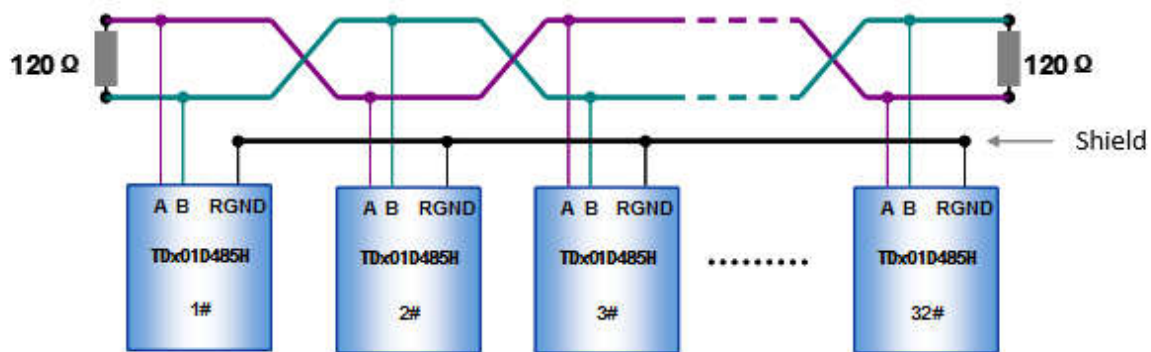 120 Ω
120 Ω
Shield
A B RGND
A B RGND
A B RGND
A B RGND
TDx01D485H
TDx01D485H
TDx01D485H
TDx01D485H
1#
2#
3#
32#